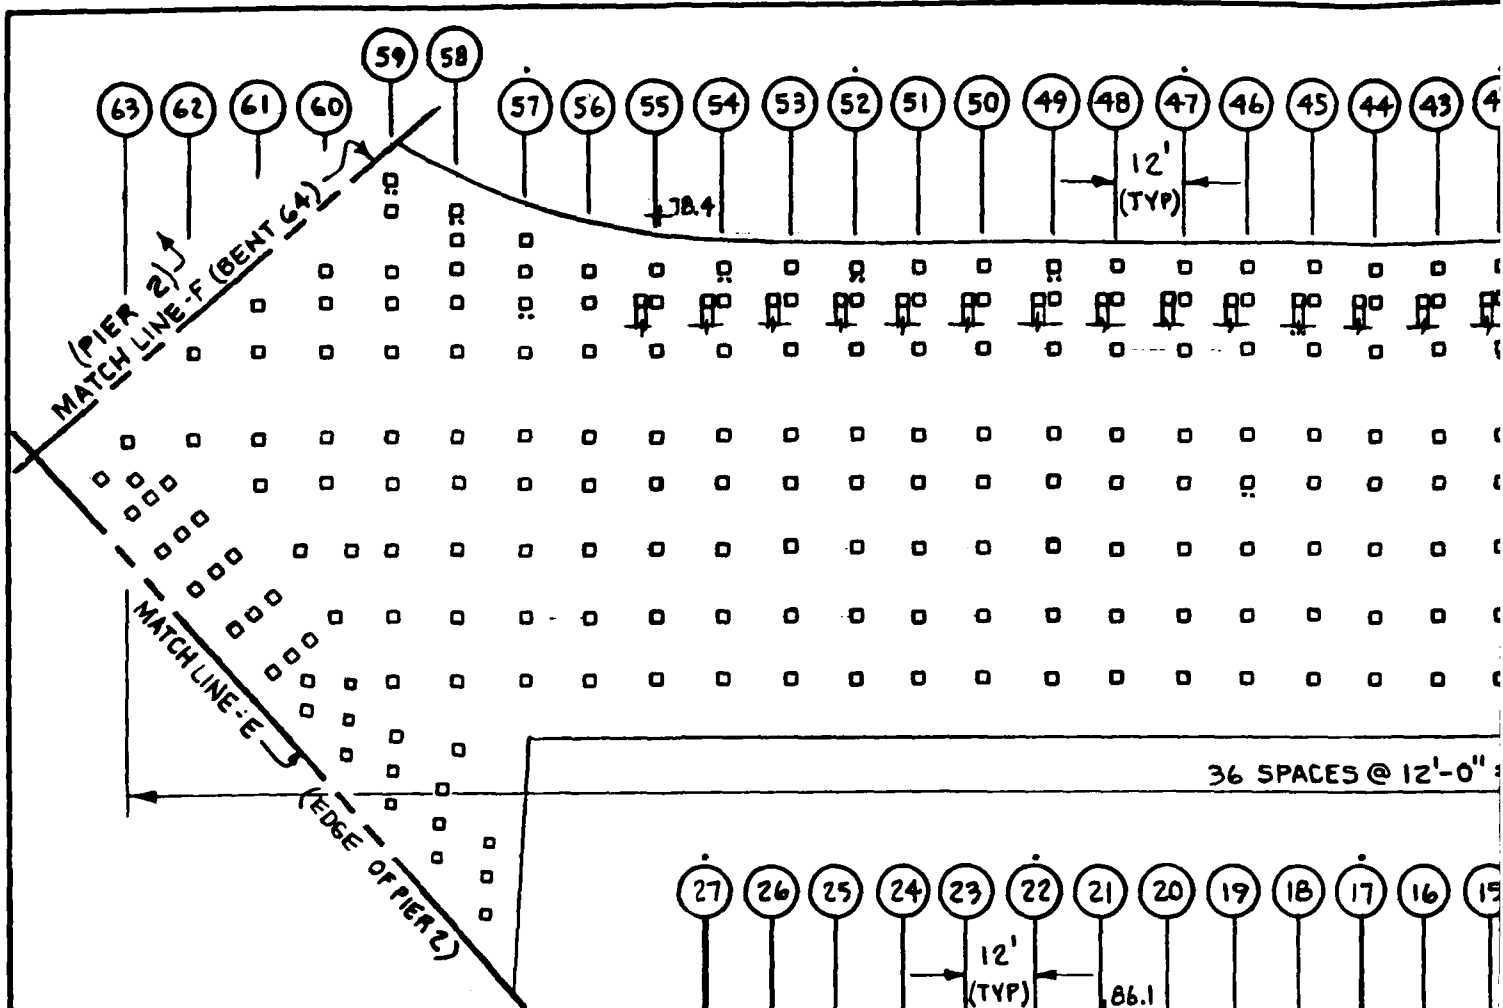 59 58
63 62 61 60 57 56 55 54 53 52 51 50 49 48 47 46 45 44 43
12'
(TYP)
78.4
(PIER 2)
MATCH LINE-F (BENT 64)
MATCH LINE-E
(EDGE OF PIER 2)
36 SPACES @ 12'-0"
27 26 25 24 23 22 21 20 19 18 17 16 15
12'
(TYP)
86.1